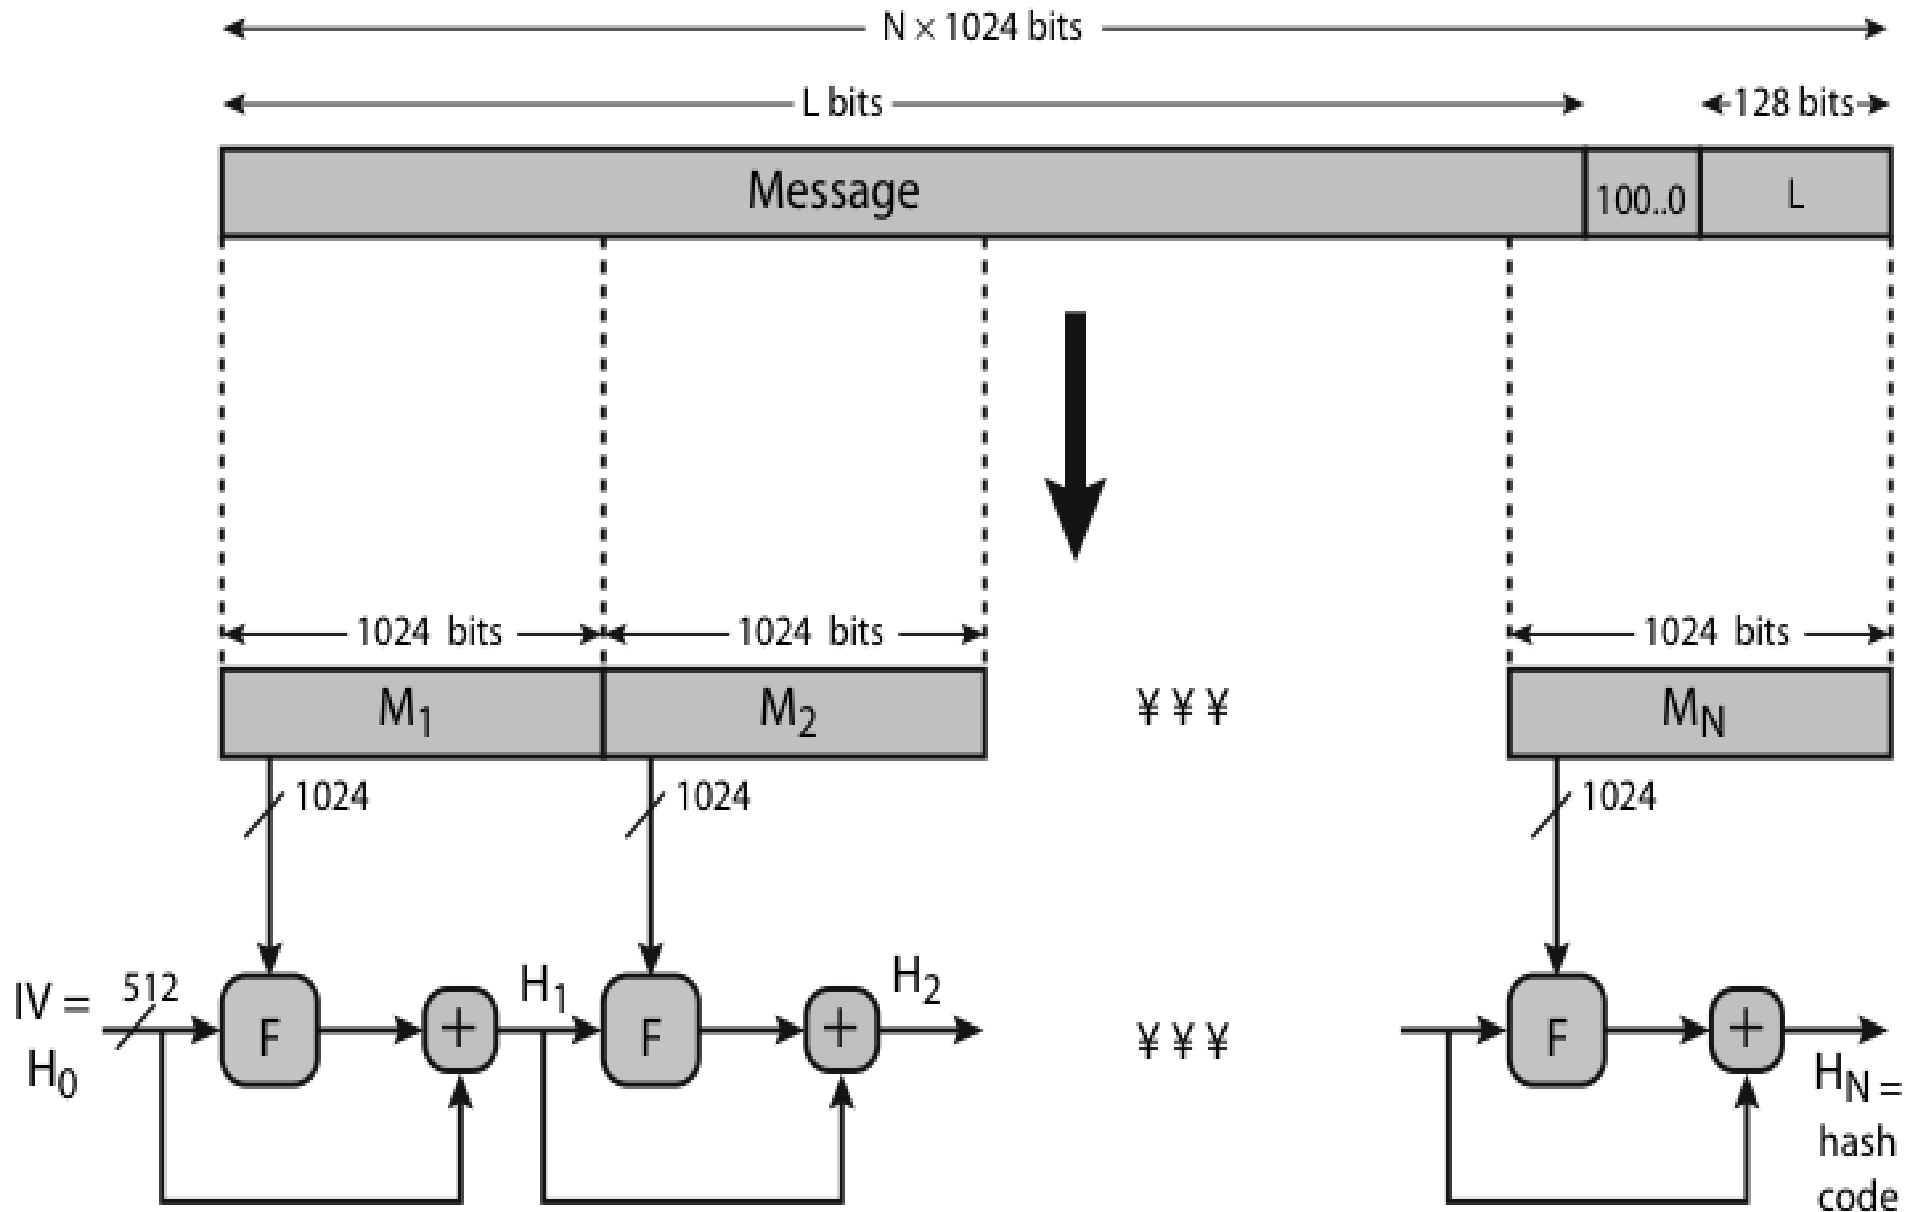 N × 1024 bits
L bits
128 bits
Message
100..0
L
1024 bits
1024 bits
1024 bits
M1
M2
¥ ¥ ¥
MN
1024
1024
1024
IV =
H0
512
F
+
H1
F
+
H2
¥ ¥ ¥
F
+
HN =
hash
code